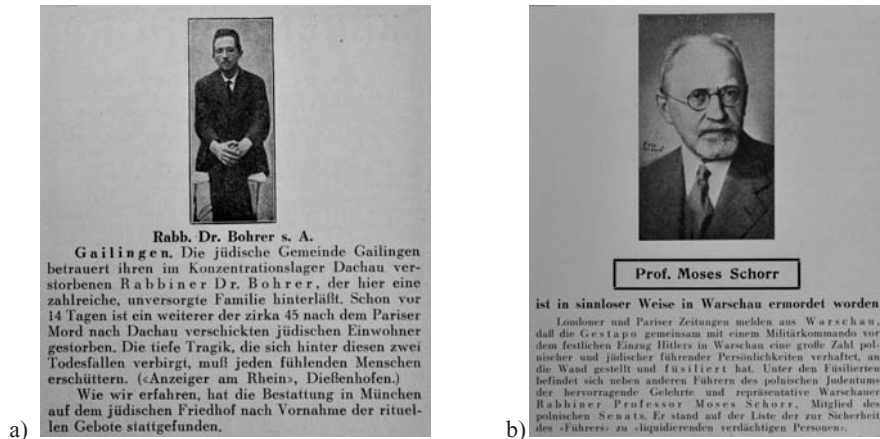 Rabb. Dr. Bohrer s. A.
Gailingen. Die jüdische Gemeinde Gailingen
betrauert ihren im Konzentrationslager Dachau ver-
storbenen Rabbiner Dr. Bohrer, der hier eine
zahlreiche, unversorgte Familie hinterläßt. Schon vor
14 Tagen ist ein weiterer der zirka 45 nach dem Pariser
Mord nach Dachau verschickten jüdischen Einwohner
gestorben. Die tiefe Tragik, die sich hinter diesen zwei
Todesfallen verbirgt, muß jeden fühlenden Menschen
erschüttern. («Anzeiger am Rhein», Dießenhofen.)
Wie wir erfahren, hat die Bestattung in München
auf dem jüdischen Friedhof nach Vornahme der rituel-
len Gebote stattgefunden.
a)
Prof. Moses Schorr
ist in sinnloser Weise in Warschau ermordet worden
Londoner und Pariser Zeitungen melden aus Warschau,
daß die Gestapo gemeinsam mit einem Militärkommando vor
dem festlichen Einzug Hitlers in Warschau eine große Zahl pol-
nischer und jüdischer führender Persönlichkeiten verhaftet, an
die Wand gestellt und füsiliert hat. Unter den Füsilierten
befindet sich neben anderen Führern des polnischen Judentums
der hervorragende Gelehrte und repräsentative Warschauer
Rabbiner Professor Moses Schorr, Mitglied des
polnischen Senats. Er stand auf der Liste der zur Sicherheit
des «Führers» zu «liquidierenden verdächtigen Personen».
b)